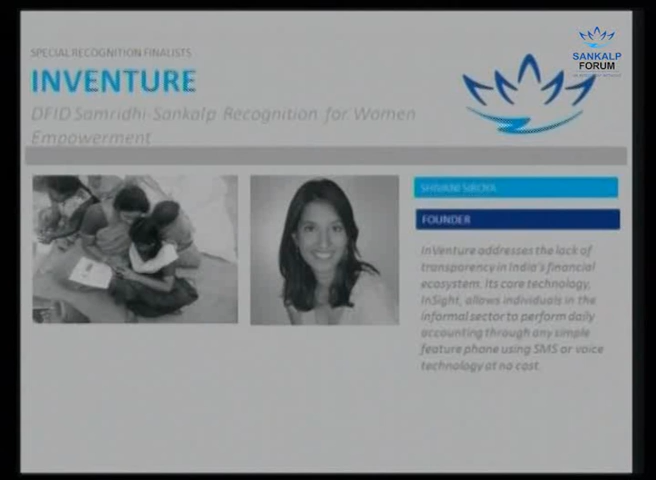 SPECIAL RECOGNITION FINALISTS
INVENTURE
DFID Samridhi-Sankalp Recognition for Women
Empowerment
SANKALP
FORUM
SHIVANI SIROYA
FOUNDER
InVenture addresses the lack of
transparency in India's financial
ecosystem. Its core technology,
InSight, allows individuals in the
informal sector to perform daily
accounting through any simple
feature phone using SMS or voice
technology at no cost.